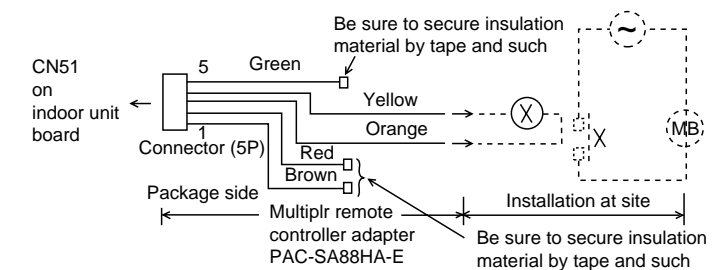 Be sure to secure insulation
material by tape and such
CN51
on
indoor unit
board
5
Green
Yellow
X
Orange
X
MB
1
Connector (5P)
Red
Brown
Package side
Installation at site
Multiplr remote
controller adapter
PAC-SA88HA-E
Be sure to secure insulation
material by tape and such